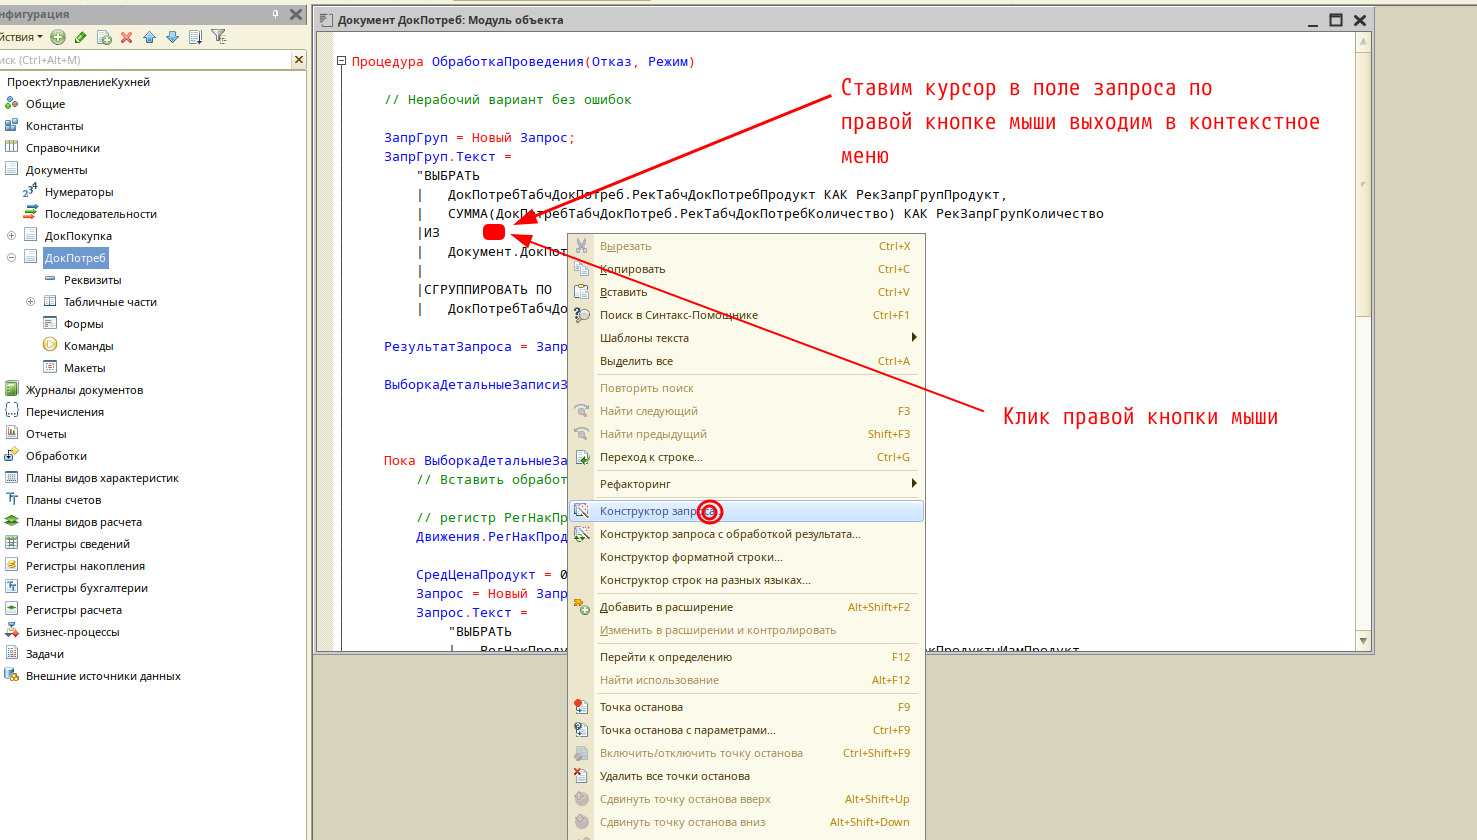 нфигурация
йствия
иск (Ctrl+Alt+M)
ПроектУправлениеКухней
Общие
Константы
Справочники
Документы
Нумераторы
Последовательности
ДокПокупка
ДокПотреб
Реквизиты
Табличные части
Формы
Команды
Макеты
Журналы документов
Перечисления
Отчеты
Обработки
Планы видов характеристик
Планы счетов
Планы видов расчета
Регистры сведений
Регистры накопления
Регистры бухгалтерии
Регистры расчета
Бизнес-процессы
Задачи
Внешние источники данных
Документ ДокПотреб: Модуль объекта
Процедура ОбработкаПроведения(Отказ, Режим)
// Нерабочий вариант без ошибок
ЗапрГруп = Новый Запрос;
ЗапрГруп.Текст =
"ВЫБРАТЬ
|   ДокПотребТабчДокПотреб.РекТабчДокПотребПродукт КАК РекЗапрГрупПродукт,
|   СУММА(ДокПотребТабчДокПотреб.РекТабчДокПотребКоличество) КАК РекЗапрГрупКоличество
|ИЗ
|   Документ.ДокПот
|
|СГРУППИРОВАТЬ ПО
|   ДокПотребТабчДо
РезультатЗапроса = Запр
ВыборкаДетальныеЗаписиЗ
Пока ВыборкаДетальныеЗа
// Вставить обработ
// регистр РегНакПр
Движения.РегНакПрод
СредЦенаПродукт = 0
Запрос = Новый Запр
Запрос.Текст =
"ВЫБРАТЬ
|   РегНакПроду
кПродуктыИзмПродукт
Ставим курсор в поле запроса по
правой кнопке мыши выходим в контекстное
меню
Клик правой кнопки мыши
Вырезать Ctrl+X
Копировать Ctrl+C
Вставить Ctrl+V
Поиск в Синтакс-Помощнике Ctrl+F1
Шаблоны текста
Выделить все Ctrl+A
Повторить поиск
Найти следующий F3
Найти предыдущий Shift+F3
Переход к строке... Ctrl+G
Рефакторинг
Конструктор запроса...
Конструктор запроса с обработкой результата...
Конструктор форматной строки...
Конструктор строк на разных языках...
Добавить в расширение Alt+Shift+F2
Изменить в расширении и контролировать
Перейти к определению F12
Найти использование Alt+F12
Точка останова F9
Точка останова с параметрами... Ctrl+F9
Включить/отключить точку останова Ctrl+Shift+F9
Удалить все точки останова
Сдвинуть точку останова вверх Alt+Shift+Up
Сдвинуть точку останова вниз Alt+Shift+Down